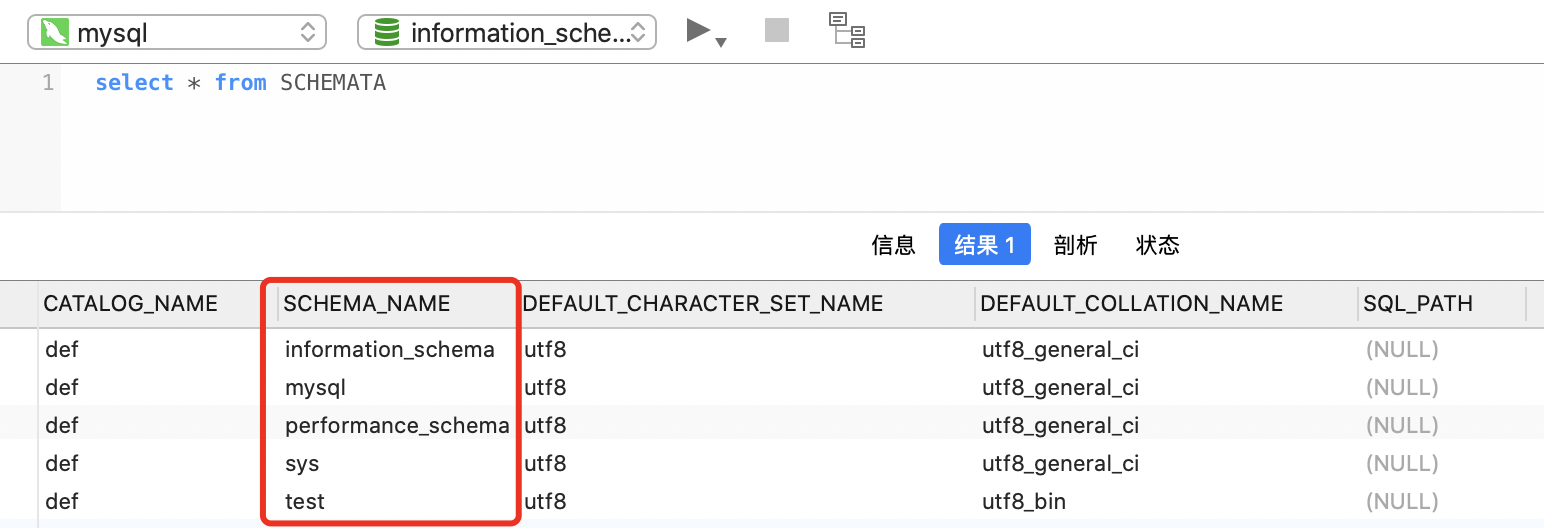 mysql information_sche...
1 select * from SCHEMATA
信息 结果 1 剖析 状态
CATALOG_NAME SCHEMA_NAME DEFAULT_CHARACTER_SET_NAME DEFAULT_COLLATION_NAME SQL_PATH
def information_schema utf8 utf8_general_ci (NULL)
def mysql utf8 utf8_general_ci (NULL)
def performance_schema utf8 utf8_general_ci (NULL)
def sys utf8 utf8_general_ci (NULL)
def test utf8 utf8_bin (NULL)